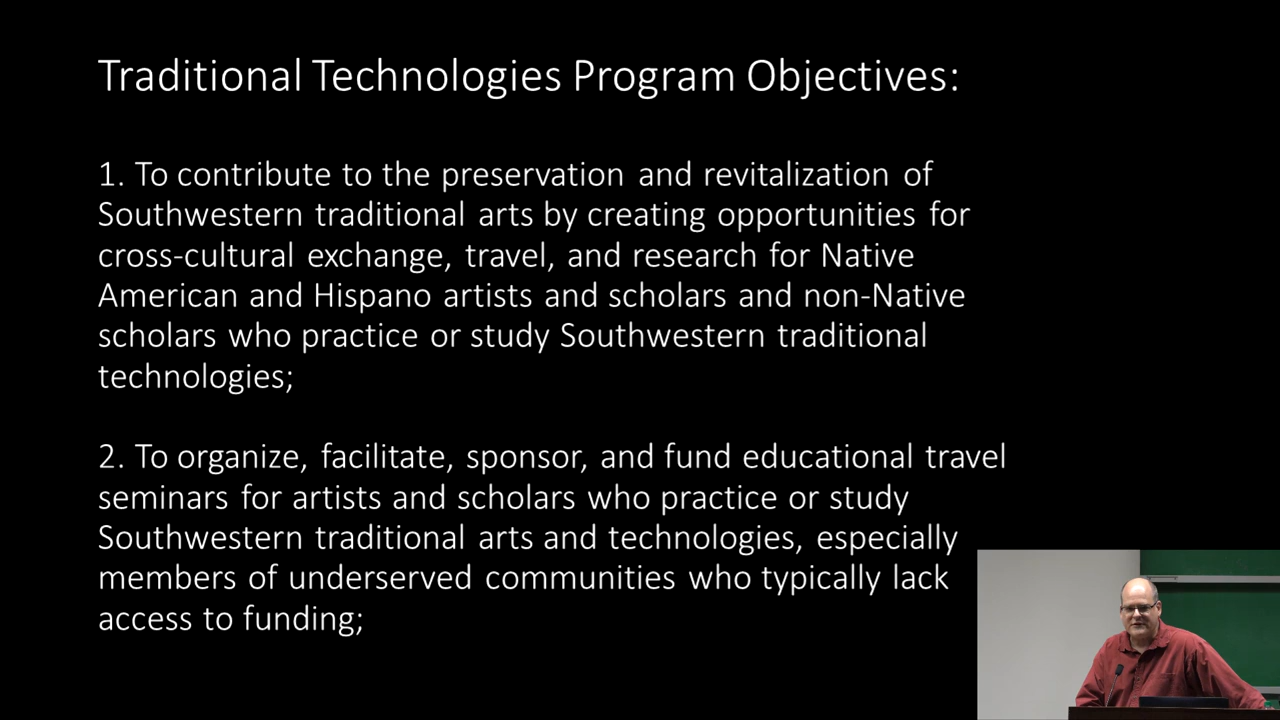 Traditional Technologies Program Objectives:
1. To contribute to the preservation and revitalization of
Southwestern traditional arts by creating opportunities for
cross-cultural exchange, travel, and research for Native
American and Hispano artists and scholars and non-Native
scholars who practice or study Southwestern traditional
technologies;
2. To organize, facilitate, sponsor, and fund educational travel
seminars for artists and scholars who practice or study
Southwestern traditional arts and technologies, especially
members of underserved communities who typically lack
access to funding;